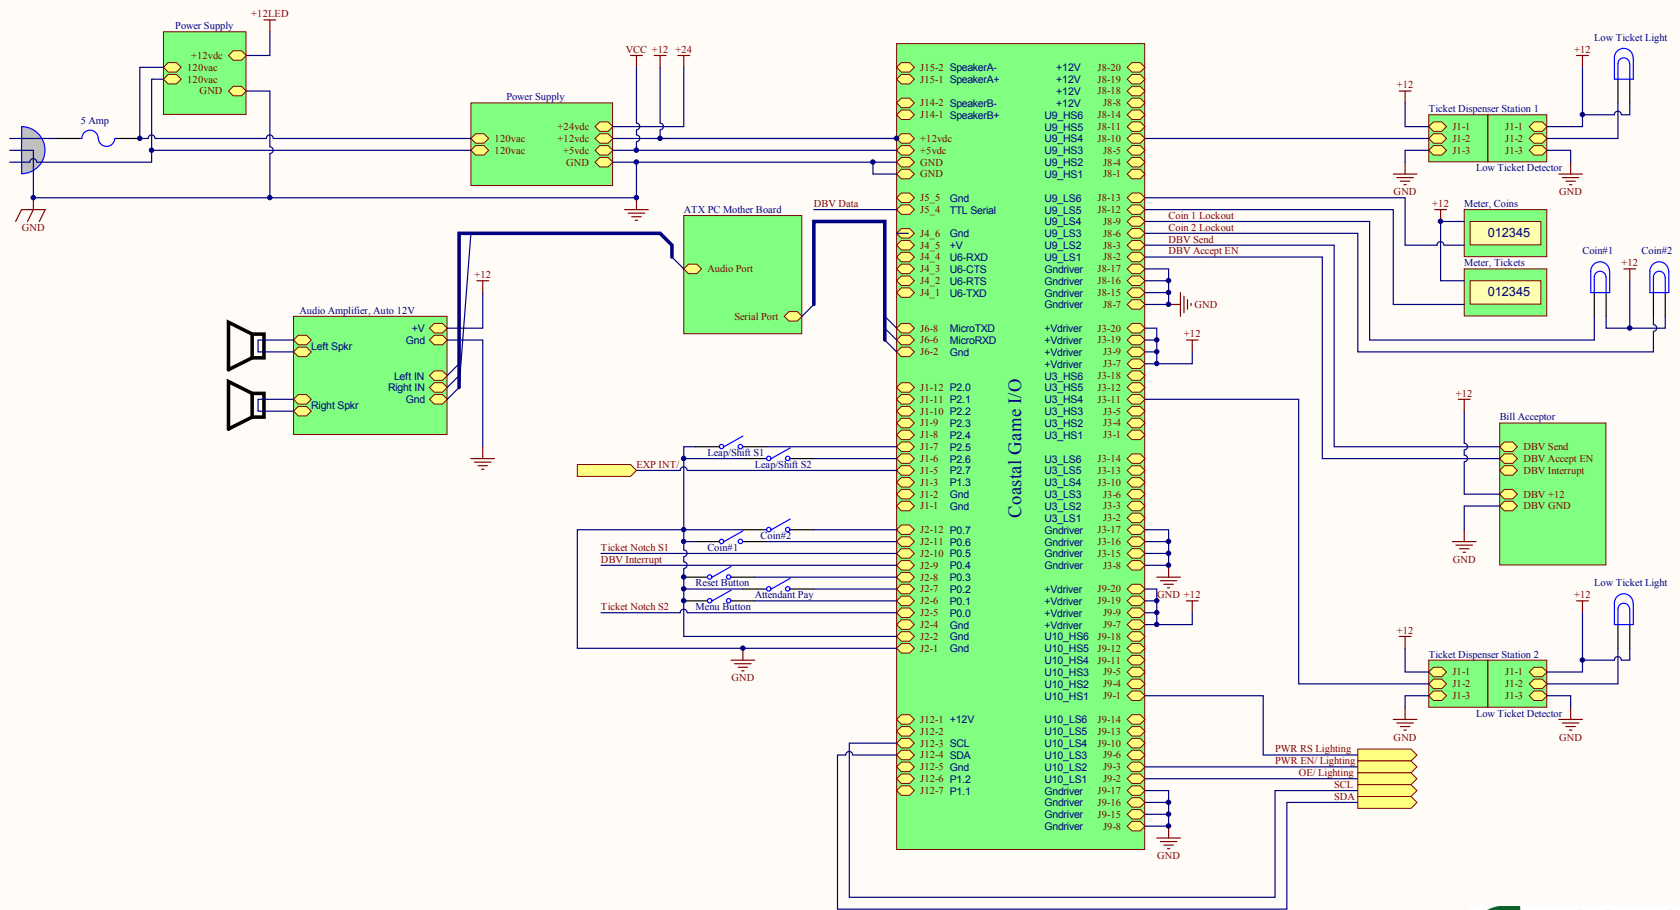 +12LED
Power Supply
+12vdc
120vac
120vac
GND
5 Amp
GND
VCC +12 +24
Power Supply
120vac
120vac
+24vdc
+12vdc
+5vdc
GND
GND
DBV Data
ATX PC Mother Board
Audio Port
Serial Port
+12
Audio Amplifier, Auto 12V
+V
Gnd
Left Spkr
Left IN
Right IN
Right Spkr
Gnd
Leap/Shift S1
EXP INT/
Leap/Shift S2
Coin#2
Coin#1
Ticket Notch S1
DBV Interrupt
Reset Button
Attendant Pay
Ticket Notch S2
Menu Button
GND
Coastal Game I/O
J15-2 SpeakerA-
J15-1 SpeakerA+
J14-2 SpeakerB-
J14-1 SpeakerB+
+12vdc
+5vdc
GND
GND
J5_5 Gnd
J5_4 TTL Serial
J4_6 Gnd
J4_5 +V
J4_4 U6-RXD
J4_3 U6-CTS
J4_2 U6-RTS
J4_1 U6-TXD
J6-8 MicroTXD
J6-6 MicroRXD
J6-2 Gnd
J1-12 P2.0
J1-11 P2.1
J1-10 P2.2
J1-9 P2.3
J1-8 P2.4
J1-7 P2.5
J1-6 P2.6
J1-5 P2.7
J1-3 P1.3
J1-2 Gnd
J1-1 Gnd
J2-12 P0.7
J2-11 P0.6
J2-10 P0.5
J2-9 P0.4
J2-8 P0.3
J2-7 P0.2
J2-6 P0.1
J2-5 P0.0
J2-4 Gnd
J2-2 Gnd
J2-1 Gnd
J12-1 +12V
J12-2
J12-3 SCL
J12-4 SDA
J12-5 Gnd
J12-6 P1.2
J12-7 P1.1
+12V J8-20
+12V J8-19
+12V J8-18
+12V J8-8
U9_HS6 J8-14
U9_HS5 J8-11
U9_HS4 J8-10
U9_HS3 J8-5
U9_HS2 J8-4
U9_HS1 J8-1
U9_LS6 J8-13
U9_LS5 J8-12
U9_LS4 J8-9
U9_LS3 J8-6
U9_LS2 J8-3
U9_LS1 J8-2
Gndriver J8-17
Gndriver J8-16
Gndriver J8-15
Gndriver J8-7
+Vdriver J3-20
+Vdriver J3-19
+Vdriver J3-9
+Vdriver J3-7
U3_HS6 J3-18
U3_HS5 J3-12
U3_HS4 J3-11
U3_HS3 J3-5
U3_HS2 J3-4
U3_HS1 J3-1
U3_LS6 J3-14
U3_LS5 J3-13
U3_LS4 J3-10
U3_LS3 J3-6
U3_LS2 J3-3
U3_LS1 J3-2
Gndriver J3-17
Gndriver J3-16
Gndriver J3-15
Gndriver J3-8
+Vdriver J9-20
+Vdriver J9-19
+Vdriver J9-9
+Vdriver J9-7
U10_HS6 J9-18
U10_HS5 J9-12
U10_HS4 J9-11
U10_HS3 J9-5
U10_HS2 J9-4
U10_HS1 J9-1
U10_LS6 J9-14
U10_LS5 J9-13
U10_LS4 J9-10
U10_LS3 J9-6
U10_LS2 J9-3
U10_LS1 J9-2
Gndriver J9-17
Gndriver J9-16
Gndriver J9-15
Gndriver J9-8
Coin 1 Lockout
Coin 2 Lockout
DBV Send
DBV Accept EN
GND
+12
GND +12
GND
Low Ticket Light
+12
+12
Ticket Dispenser Station 1
J1-1 J1-1
J1-2 J1-2
J1-3 J1-3
Low Ticket Detector
GND
GND
+12
Meter, Coins
012345
Meter, Tickets
012345
Coin#1 Coin#2
+12
+12
Bill Acceptor
DBV Send
DBV Accept EN
DBV Interrupt
DBV +12
DBV GND
GND
Low Ticket Light
+12
+12
Ticket Dispenser Station 2
J1-1 J1-1
J1-2 J1-2
J1-3 J1-3
Low Ticket Detector
GND
GND
PWR RS Lighting
PWR EN/ Lighting
OE/ Lighting
SCL
SDA